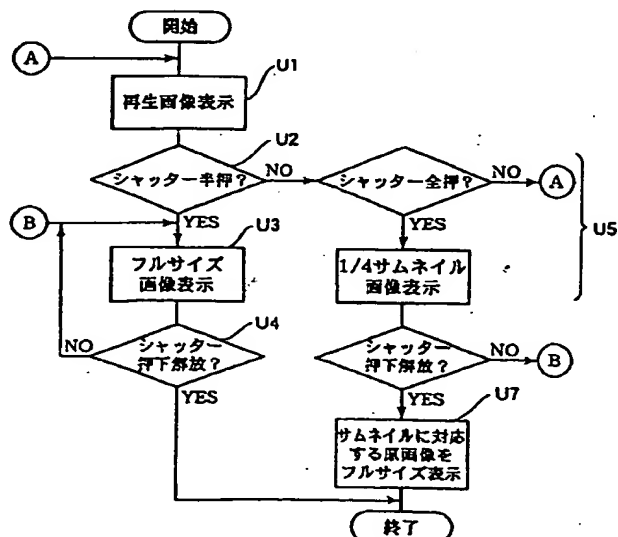 開始
A
U1
再生画像表示
U2
シャッター半押?
NO
シャッター全押?
NO
A
U5
B
YES
U3
YES
フルサイズ
画像表示
1/4サムネイル
画像表示
U4
NO
シャッター
押下解放?
シャッター
押下解放?
NO
B
YES
YES
U7
サムネイルに対応
する原画像を
フルサイズ表示
終了